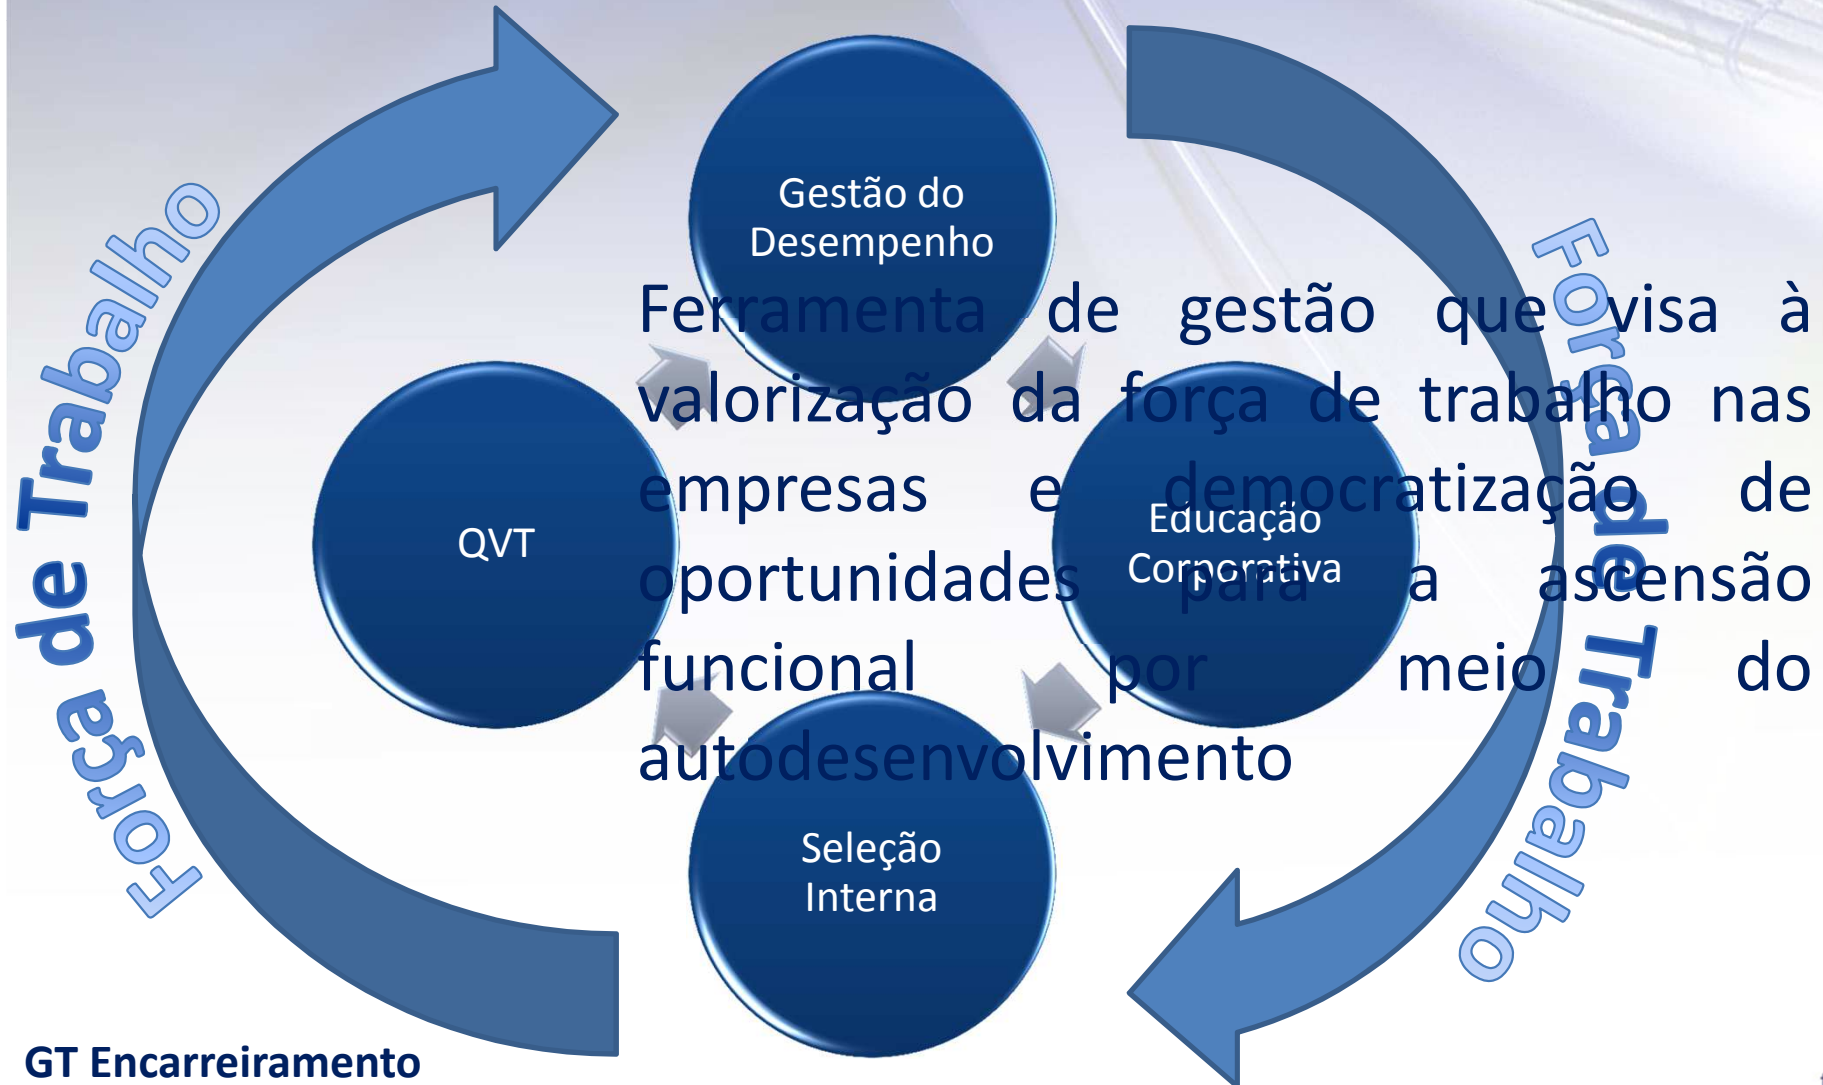 Gestão do
Desempenho
Ferramenta de gestão que visa à
valorização da força de trabalho nas
empresas e democratização de
oportunidades para a ascensão
funcional por meio do
autodesenvolvimento
QVT
Educação
Corporativa
Seleção
Interna
Força de Trabalho
Força de Trabalho
GT Encarreiramento